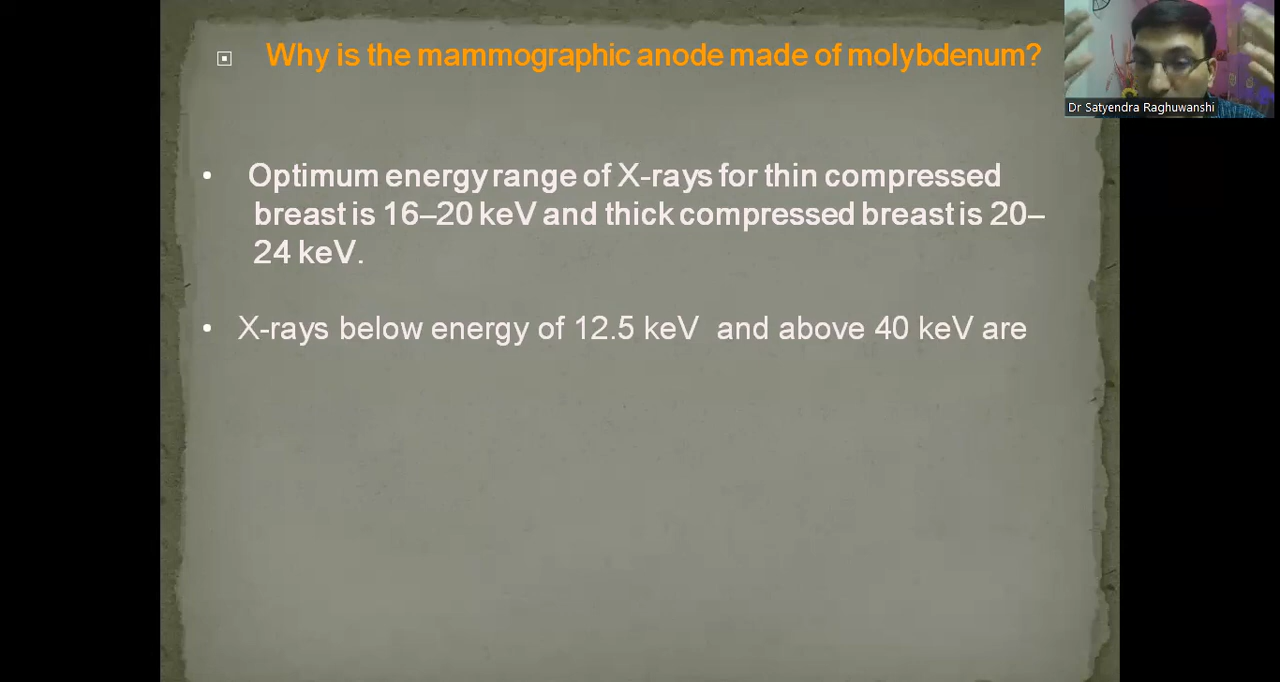 Why is the mammographic anode made of molybdenum?
Dr Satyendra Raghuwanshi
• Optimum energy range of X-rays for thin compressed
breast is 16–20 keV and thick compressed breast is 20–
24 keV.
• X-rays below energy of 12.5 keV and above 40 keV are